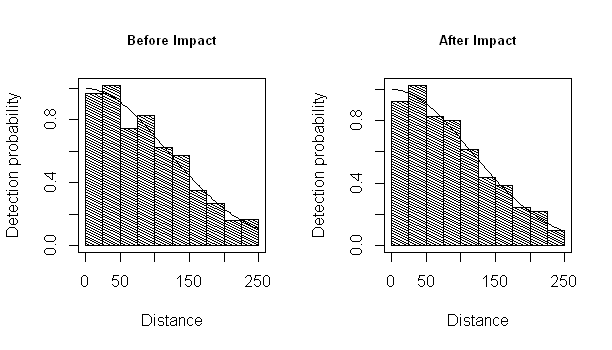 Before Impact
Detection probability
0.0 0.4 0.8
0 50 150 250
Distance
After Impact
Detection probability
0.0 0.4 0.8
0 50 150 250
Distance